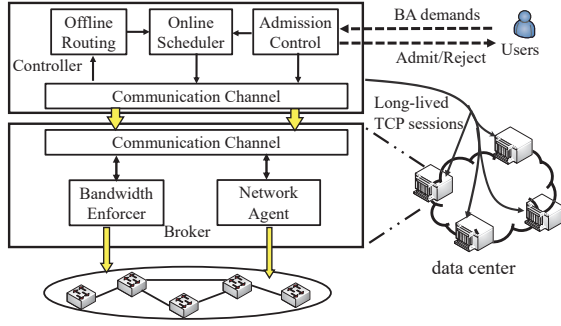 Offline
Routing
Online
Scheduler
Admission
Control
BA demands
Admit/Reject
Users
Controller
Communication Channel
Long-lived
TCP sessions
Communication Channel
Bandwidth
Enforcer
Network
Agent
Broker
data center